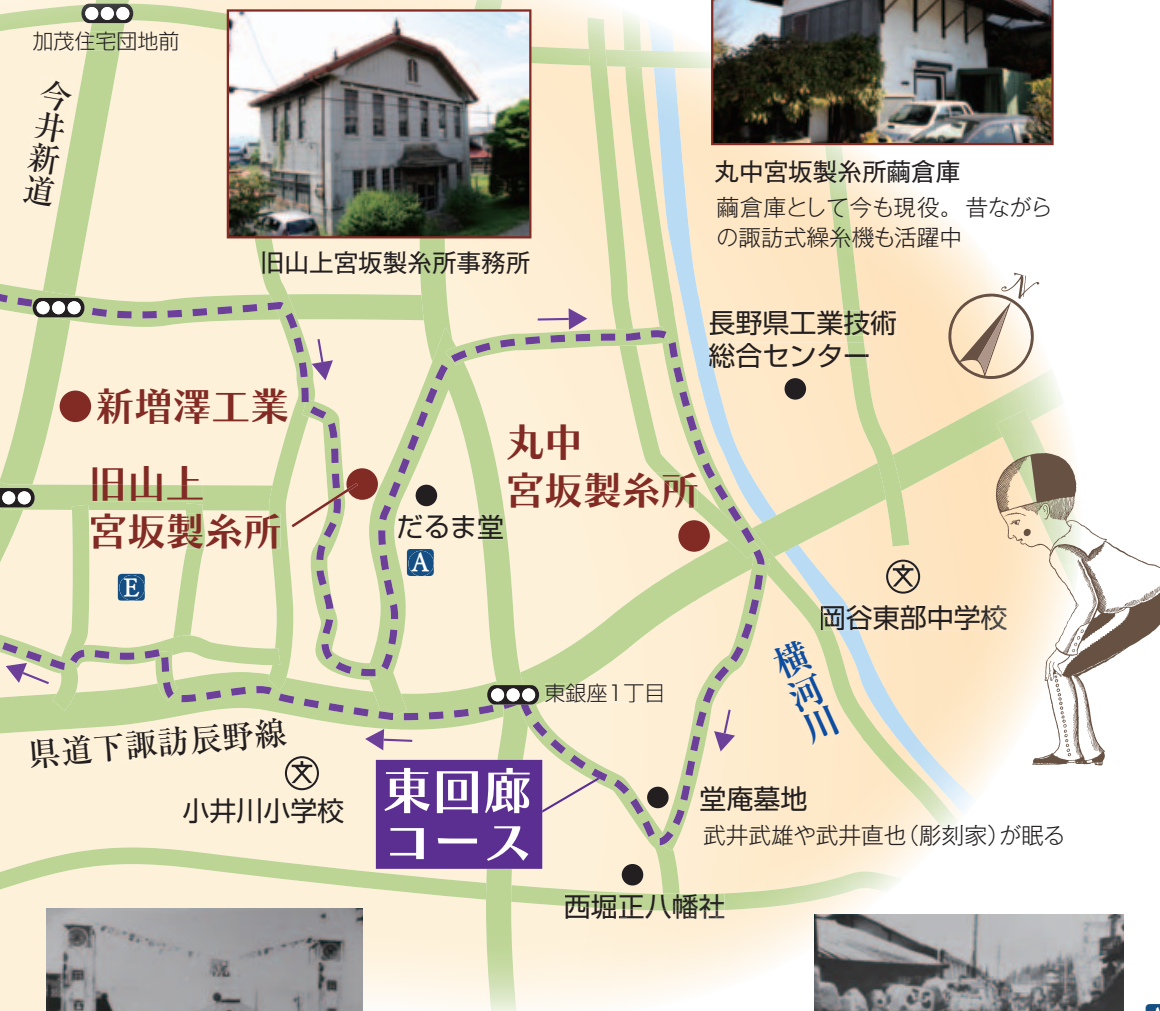 加茂住宅団地前
今井新道
旧山上宮坂製糸所事務所
丸中宮坂製糸所繭倉庫
繭倉庫として今も現役。昔ながら
の諏訪式繰糸機も活躍中
N
長野県工業技術
総合センター
新増澤工業
旧山上
宮坂製糸所
丸中
宮坂製糸所
だるま堂
A
E
岡谷東部中学校
横河川
東銀座1丁目
県道下諏訪辰野線
小井川小学校
東回廊
コース
堂庵墓地
武井武雄や武井直也(彫刻家)が眠る
西堀正八幡社